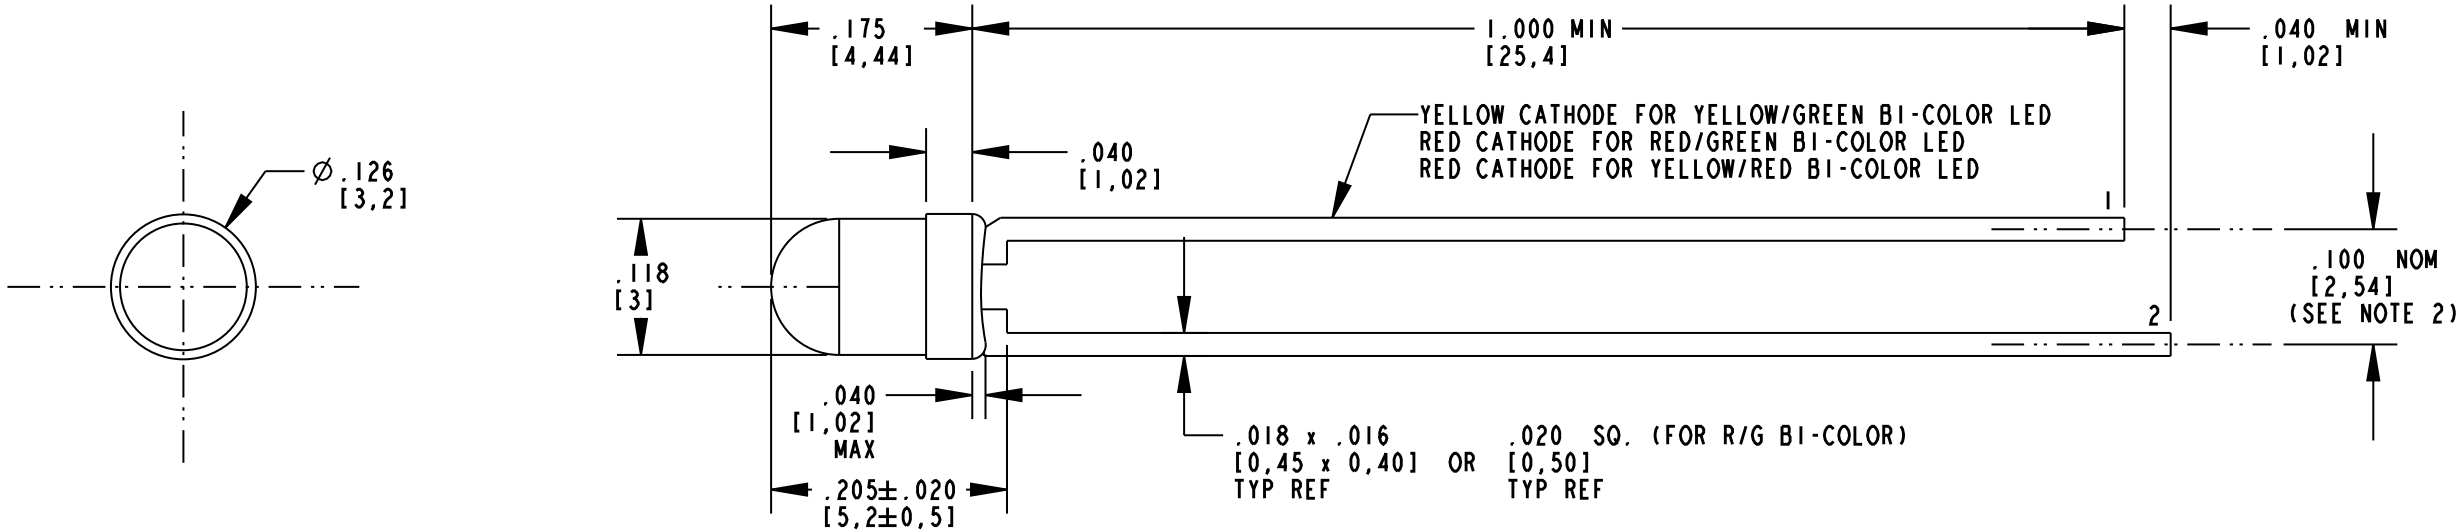 .175
[4,44]
1.000 MIN
[25,4]
.040 MIN
[1,02]
YELLOW CATHODE FOR YELLOW/GREEN BI-COLOR LED
RED CATHODE FOR RED/GREEN BI-COLOR LED
RED CATHODE FOR YELLOW/RED BI-COLOR LED
.040
[1,02]
Ø .126
[3,2]
1
.118
[3]
.100 NOM
[2,54]
(SEE NOTE 2)
2
.040
[1,02]
MAX
.018 x .016
[0,45 x 0,40] OR
TYP REF
.020 SQ. (FOR R/G BI-COLOR)
[0,50]
TYP REF
.205±.020
[5,2±0,5]